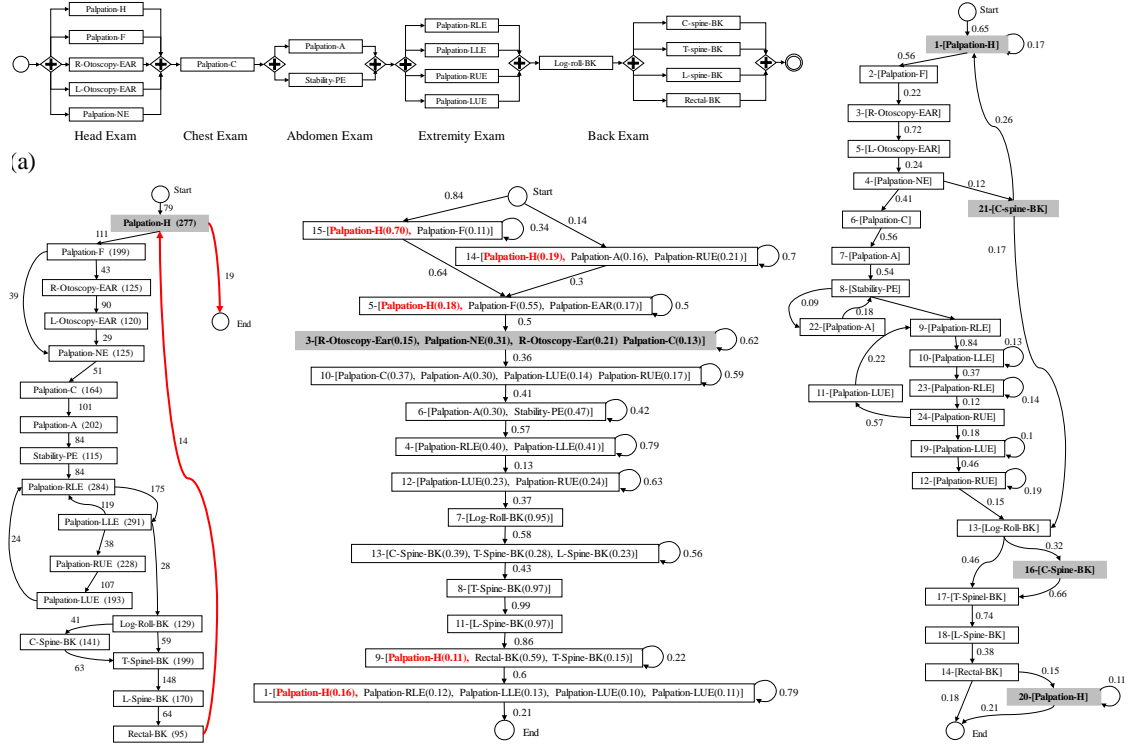 Palpation-H
Palpation-F
R-Otoscopy-EAR
L-Otoscopy-EAR
Palpation-NE
Palpation-C
Palpation-A
Stability-PE
Palpation-RLE
Palpation-LLE
Palpation-RUE
Palpation-LUE
Log-roll-BK
C-spine-BK
T-spine-BK
L-spine-BK
Rectal-BK
Head Exam
Chest Exam
Abdomen Exam
Extremity Exam
Back Exam
(a)
Start
79
Palpation-H (277)
111
Palpation-F (199)
43
39
R-Otoscopy-EAR (125)
90
L-Otoscopy-EAR (120)
29
Palpation-NE (125)
51
Palpation-C (164)
101
Palpation-A (202)
84
Stability-PE (115)
84
Palpation-RLE (284)
175
119
Palpation-LLE (291)
24
38
Palpation-RUE (228)
28
107
Palpation-LUE (193)
41
Log-Roll-BK (129)
C-Spine-BK (141)
59
63
T-Spinel-BK (199)
148
L-Spine-BK (170)
64
Rectal-BK (95)
14
19
End
Start
0.84
0.14
15-[Palpation-H(0.70), Palpation-F(0.11)]
0.34
14-[Palpation-H(0.19), Palpation-A(0.16), Palpation-RUE(0.21)]
0.7
0.64
0.3
5-[Palpation-H(0.18), Palpation-F(0.55), Palpation-EAR(0.17)]
0.5
0.5
3-[R-Otoscopy-Ear(0.15), Palpation-NE(0.31), R-Otoscopy-Ear(0.21) Palpation-C(0.13)]
0.62
0.36
10-[Palpation-C(0.37), Palpation-A(0.30), Palpation-LUE(0.14) Palpation-RUE(0.17)]
0.59
0.41
6-[Palpation-A(0.30), Stability-PE(0.47)]
0.42
0.57
4-[Palpation-RLE(0.40), Palpation-LLE(0.41)]
0.79
0.13
12-[Palpation-LUE(0.23), Palpation-RUE(0.24)]
0.63
0.37
7-[Log-Roll-BK(0.95)]
0.58
13-[C-Spine-BK(0.39), T-Spine-BK(0.28), L-Spine-BK(0.23)]
0.56
0.43
8-[T-Spine-BK(0.97)]
0.99
11-[L-Spine-BK(0.97)]
0.86
9-[Palpation-H(0.11), Rectal-BK(0.59), T-Spine-BK(0.15)]
0.22
0.6
1-[Palpation-H(0.16), Palpation-RLE(0.12), Palpation-LLE(0.13), Palpation-LUE(0.10), Palpation-LUE(0.11)]
0.79
0.21
End
Start
0.65
1-[Palpation-H]
0.17
0.56
2-[Palpation-F]
0.22
3-[R-Otoscopy-EAR]
0.26
0.72
5-[L-Otoscopy-EAR]
0.24
4-[Palpation-NE]
0.12
0.41
21-[C-spine-BK]
6-[Palpation-C]
0.56
0.17
7-[Palpation-A]
0.54
8-[Stability-PE]
0.09
0.18
22-[Palpation-A]
9-[Palpation-RLE]
0.84
0.13
0.22
10-[Palpation-LLE]
0.37
11-[Palpation-LUE]
23-[Palpation-RLE]
0.14
0.12
0.57
24-[Palpation-RUE]
0.18
0.1
19-[Palpation-LUE]
0.46
12-[Palpation-RUE]
0.19
0.15
13-[Log-Roll-BK]
0.32
0.46
16-[C-Spine-BK]
0.66
17-[T-Spinel-BK]
0.74
18-[L-Spine-BK]
0.38
14-[Rectal-BK]
0.15
0.11
0.18
20-[Palpation-H]
0.21
End